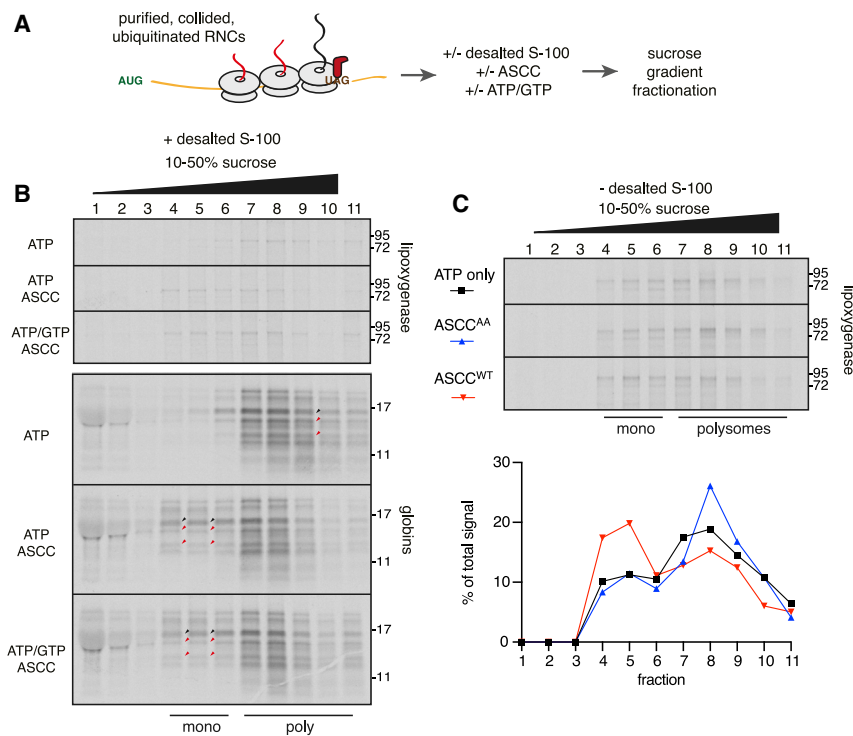 A
purified, collided,
ubiquitinated RNCs
AUG
UAG
+/- desalted S-100
+/- ASCC
+/- ATP/GTP
sucrose
gradient
fractionation
B
+ desalted S-100
10-50% sucrose
1 2 3 4 5 6 7 8 9 10 11
ATP
95
72
ATP
ASCC
95
72
ATP/GTP
ASCC
95
72
lipoxygenase
ATP
17
11
ATP
ASCC
17
11
ATP/GTP
ASCC
17
11
globins
mono
poly
C
- desalted S-100
10-50% sucrose
1 2 3 4 5 6 7 8 9 10 11
ATP only
95
72
ASCCAA
95
72
ASCCWT
95
72
lipoxygenase
mono
polysomes
% of total signal
30
20
10
0
1 2 3 4 5 6 7 8 9 10 11
fraction